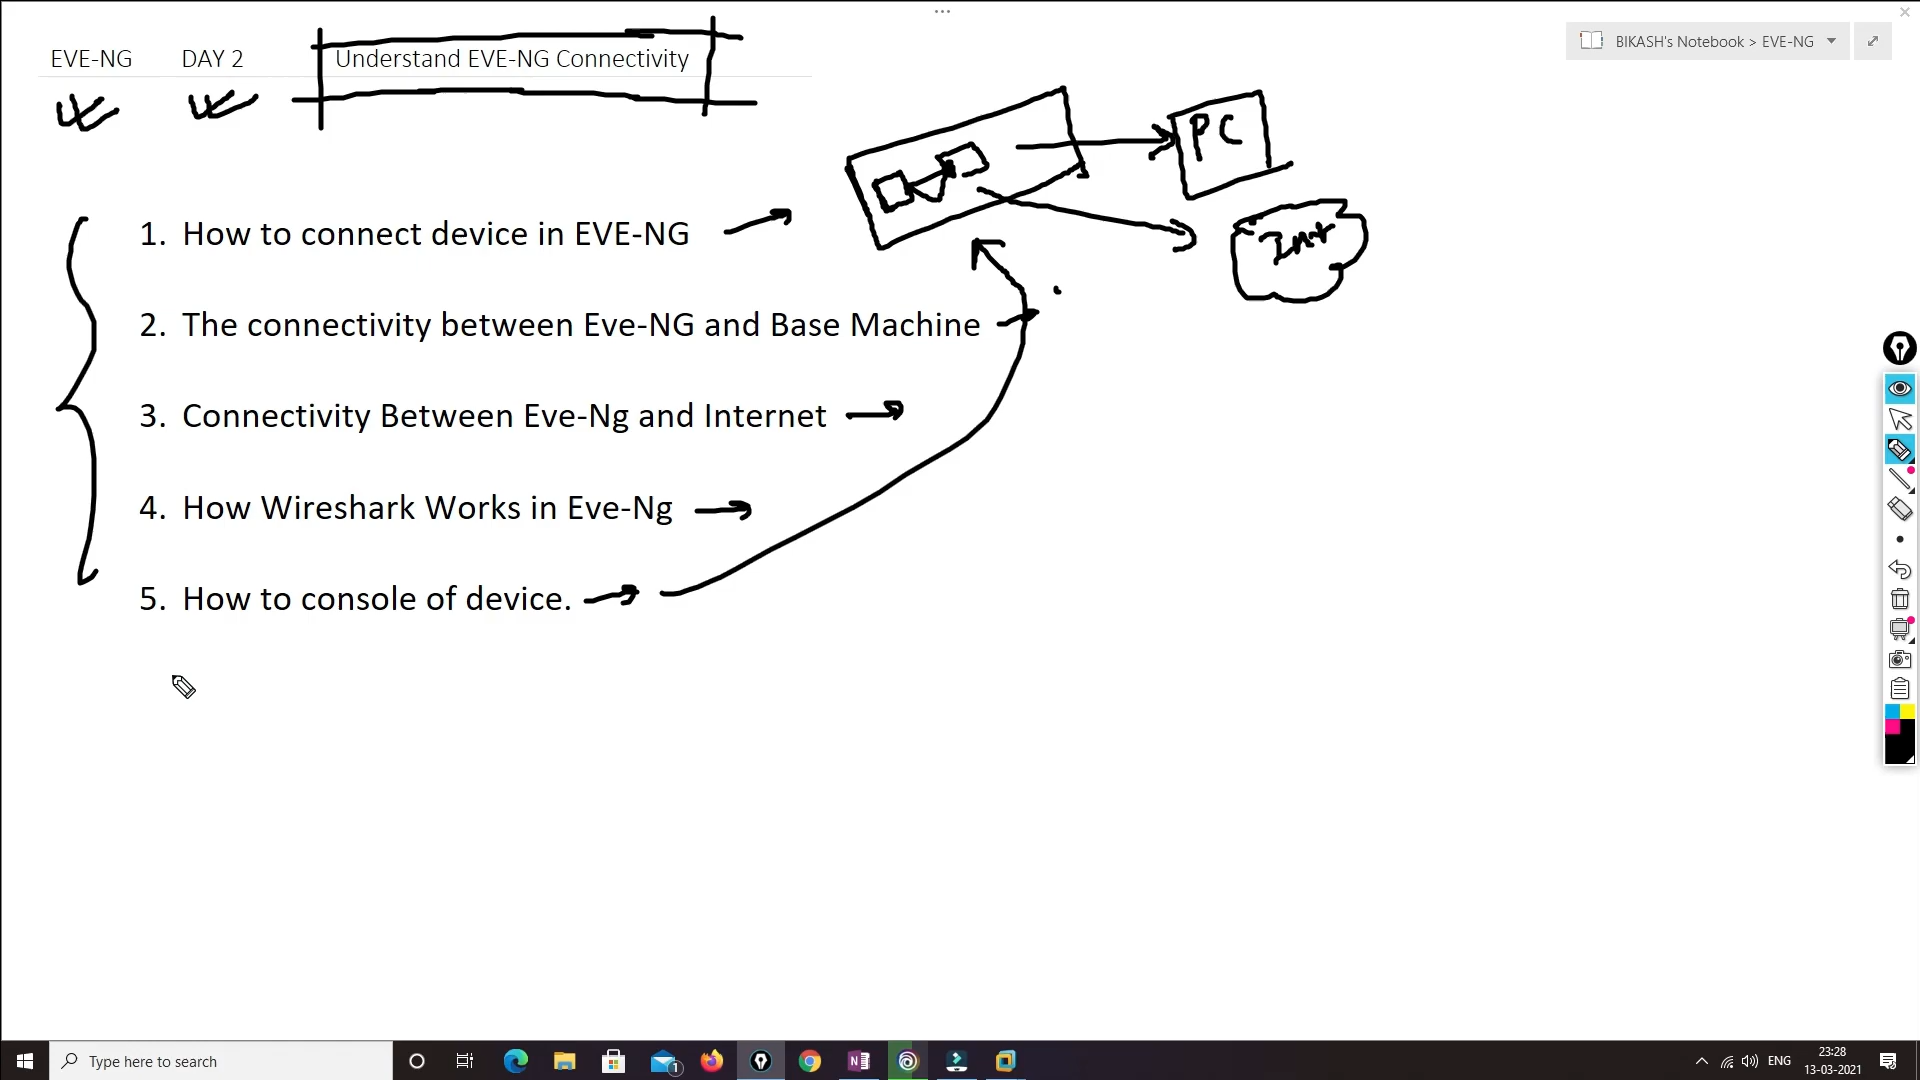 EVE-NG DAY 2 Understand EVE-NG Connectivity
BIKASH's Notebook > EVE-NG
PC
Int
1. How to connect device in EVE-NG
2. The connectivity between Eve-NG and Base Machine
3. Connectivity Between Eve-Ng and Internet
4. How Wireshark Works in Eve-Ng
5. How to console of device.
Type here to search
1
N
ENG
23:28
13-03-2021